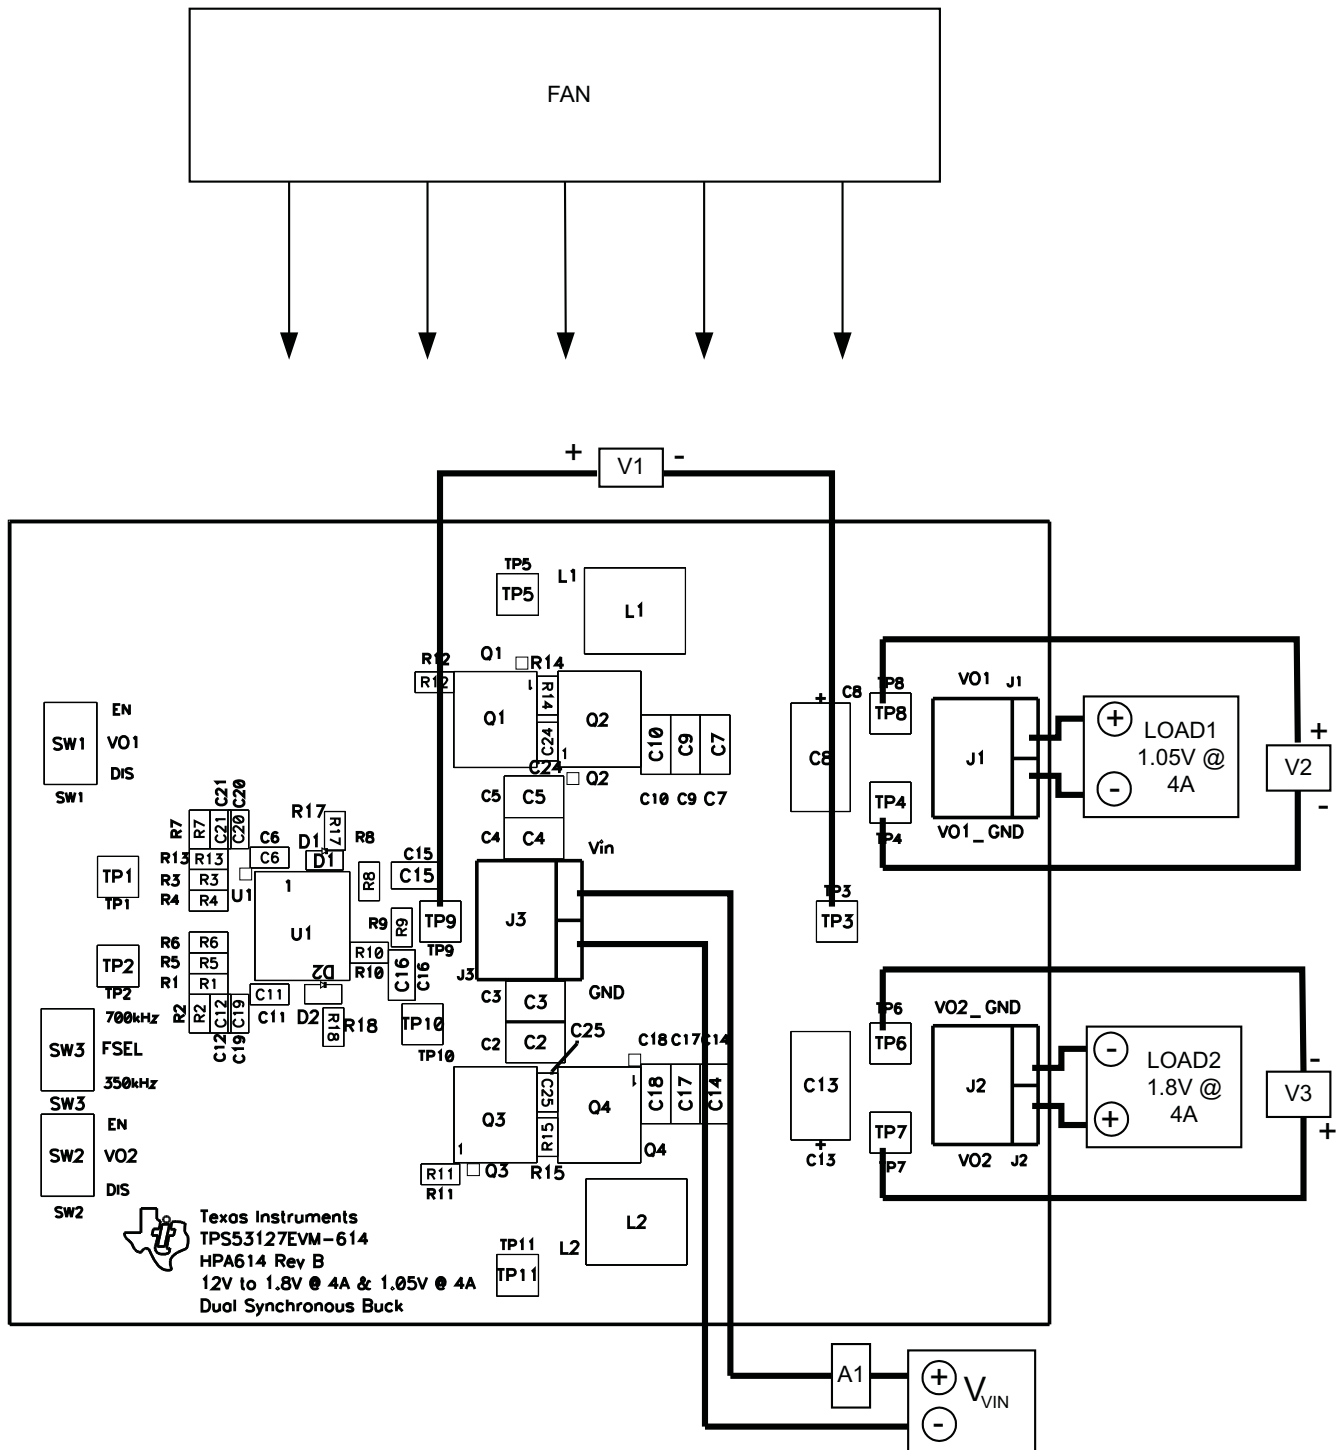 FAN
+ V1 -
TP5
TP5
L1
L1
R12
R12
Q1
Q1
R14
1
R14
C24
C24
Q2
1
Q2
C10
C9
C7
C10 C9 C7
+
C8
C8
TP8
TP8
VO1
J1
J1
TP4
TP4
VO1_GND
+
-
LOAD1
1.05V @
4A
+
V2
-
EN
SW1
VO1
DIS
SW1
C21
C20
R7
R7
C21
C20
C6
C6
R17
R17
R8
R8
D1
D1
C5
C5
C4
C4
Vin
R13
R13
R3
R3
R4
R4
TP1
TP1
U1
1
U1
C15
C15
TP9
TP9
R9
R9
J3
J3
TP3
TP3
R6
R6
R5
R5
R1
R1
TP2
TP2
R10
R10
C16
C16
D2
D2
C3
C3
GND
R2
R2
C12
C19
C12
C19
C11
C11
R18
R18
TP10
TP10
C2
C2
C25
C25
700kHz
SW3
FSEL
350kHz
SW3
C18 C17 C14
C18
C17
C14
1
Q4
Q4
Q3
1
Q3
R15
R15
R11
R11
C13
+
C13
TP6
TP6
VO2_GND
J2
TP7
TP7
VO2
J2
-
+
LOAD2
1.8V @
4A
-
V3
+
EN
SW2
VO2
DIS
SW2
L2
L2
TP11
TP11
Texas Instruments
TPS53127EVM-614
HPA614 Rev B
12V to 1.8V @ 4A & 1.05V @ 4A
Dual Synchronous Buck
A1
+
-
VVIN